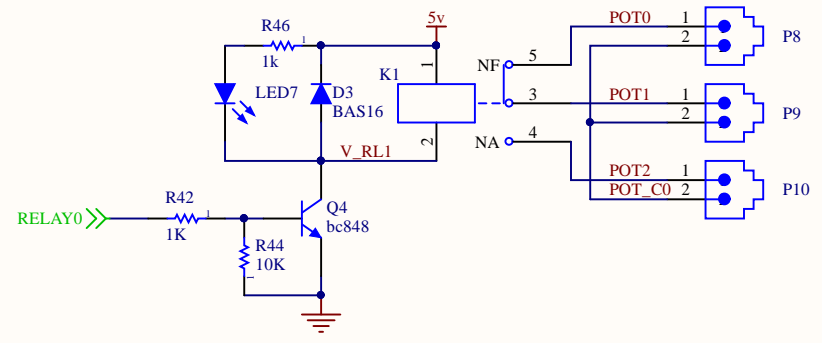 R46
1
1k
5v
LED7
D3
BAS16
K1
1
2
V_RL1
NF
5
3
NA
4
POT0
1
2
P8
POT1
1
2
P9
POT2
1
POT_C0
2
P10
RELAY0
R42
1
1K
Q4
bc848
R44
10K
1